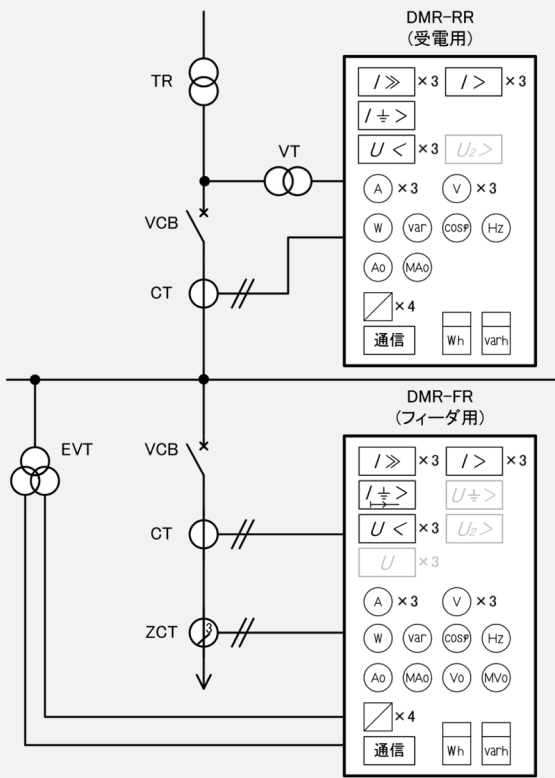 DMR-RR
(受電用)
TR
I ≫ ×3 I > ×3
I ⏚ >
VT
U < ×3 U₂ >
A ×3 V ×3
VCB
W var cosφ Hz
CT
Ao MAo
×4
通信 Wh varh
DMR-FR
(フィーダ用)
EVT
VCB
I ≫ ×3 I > ×3
I ⏚ > U ⏚ >
CT
U < ×3 U₂ >
U ×3
A ×3 V ×3
ZCT
3
W var cosφ Hz
Ao MAo Vo MVo
×4
通信 Wh varh